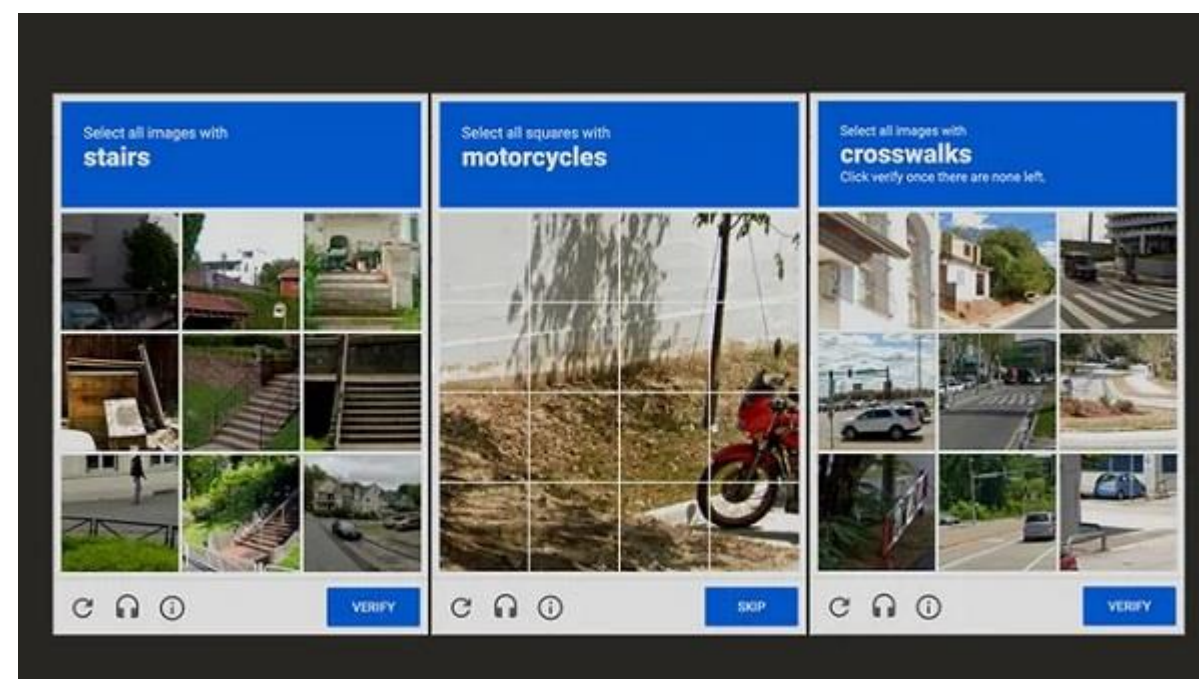 Select all images with
stairs
VERIFY
Select all squares with
motorcycles
SKIP
Select all images with
crosswalks
Click verify once there are none left.
VERIFY